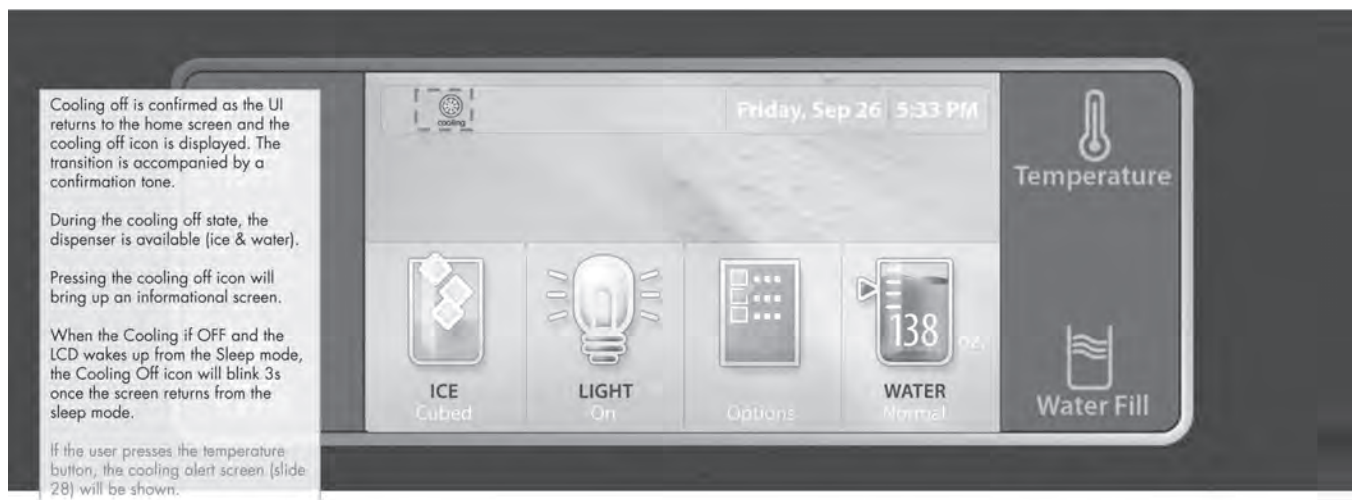 Cooling off is confirmed as the UI
returns to the home screen and the
cooling off icon is displayed. The
transition is accompanied by a
confirmation tone.
During the cooling off state, the
dispenser is available (ice & water).
Pressing the cooling off icon will
bring up an informational screen.
When the Cooling if OFF and the
LCD wakes up from the Sleep mode,
the Cooling Off icon will blink 3s
once the screen returns from the
sleep mode.
If the user presses the temperature
button, the cooling alert screen (slide
28) will be shown.
cooling
Friday, Sep 26 5:33 PM
138 oz.
ICE
Cubed
LIGHT
On
Options
WATER
Normal
Temperature
Water Fill